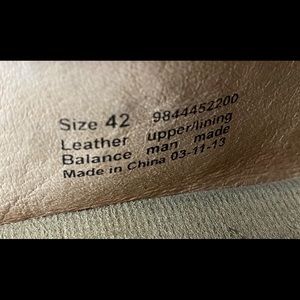 Size 42 9844452200
Leather upper/lining
Balance man made
Made in China 03-11-13